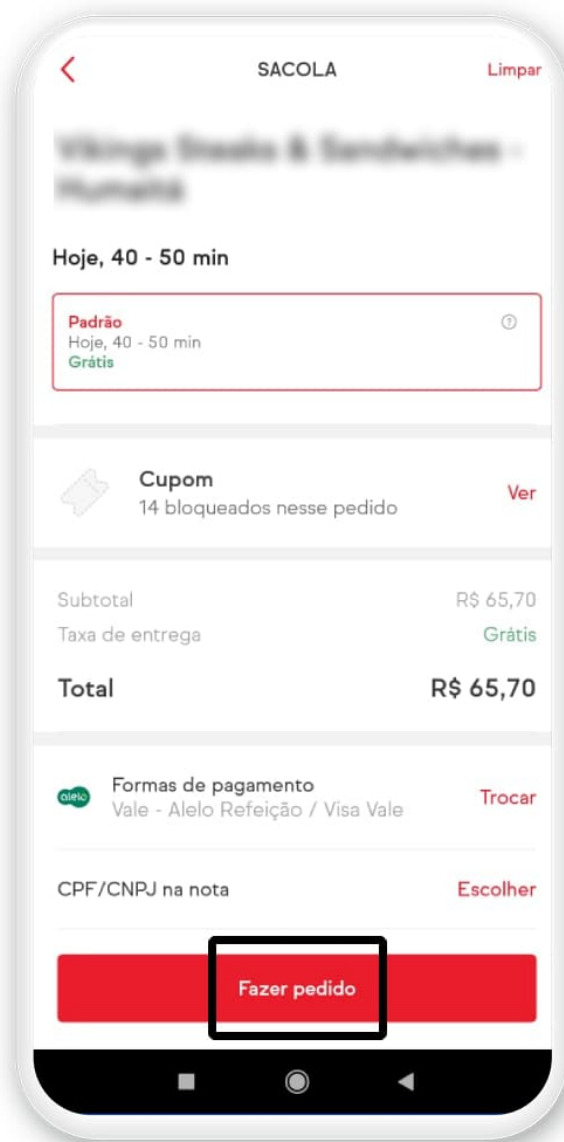 SACOLA
Limpar
Hoje, 40 - 50 min
Padrão
Hoje, 40 - 50 min
Grátis
Cupom
14 bloqueados nesse pedido
Ver
Subtotal
R$ 65,70
Taxa de entrega
Grátis
Total
R$ 65,70
alelo
Formas de pagamento
Vale - Alelo Refeição / Visa Vale
Trocar
CPF/CNPJ na nota
Escolher
Fazer pedido